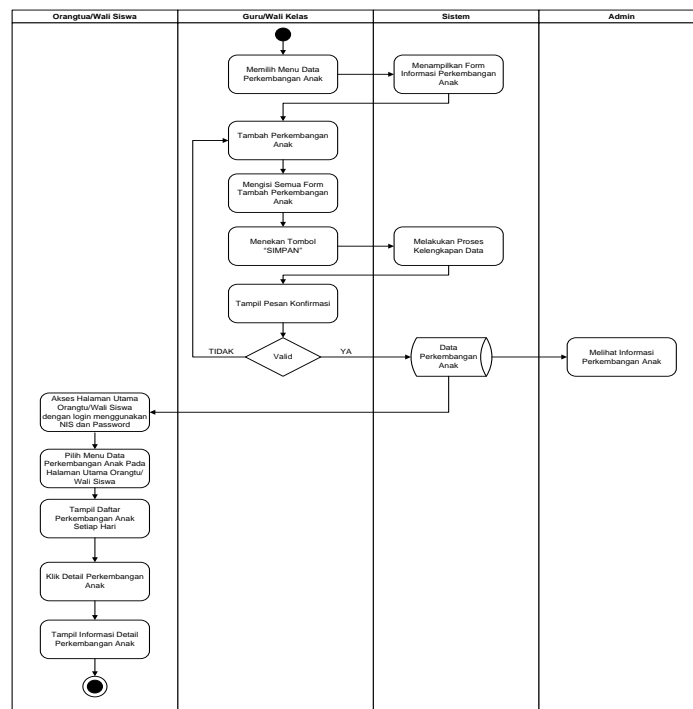 Orangtua/Wali Siswa
Guru/Wali Kelas
Sistem
Admin
Memilih Menu Data
Perkembangan Anak
Menampilkan Form
Informasi Perkembangan
Anak
Tambah Perkembangan
Anak
Mengisi Semua Form
Tambah Perkembangan
Anak
Menekan Tombol
“SIMPAN”
Melakukan Proses
Kelengkapan Data
Tampil Pesan Konfirmasi
TIDAK
Valid
YA
Data
Perkembangan
Anak
Melihat Informasi
Perkembangan Anak
Akses Halaman Utama
Orangtu/Wali Siswa
dengan login menggunakan
NIS dan Password
Pilih Menu Data
Perkembangan Anak Pada
Halaman Utama Orangtu/
Wali Siswa
Tampil Daftar
Perkembangan Anak
Setiap Hari
Klik Detail Perkembangan
Anak
Tampil Informasi Detail
Perkembangan Anak